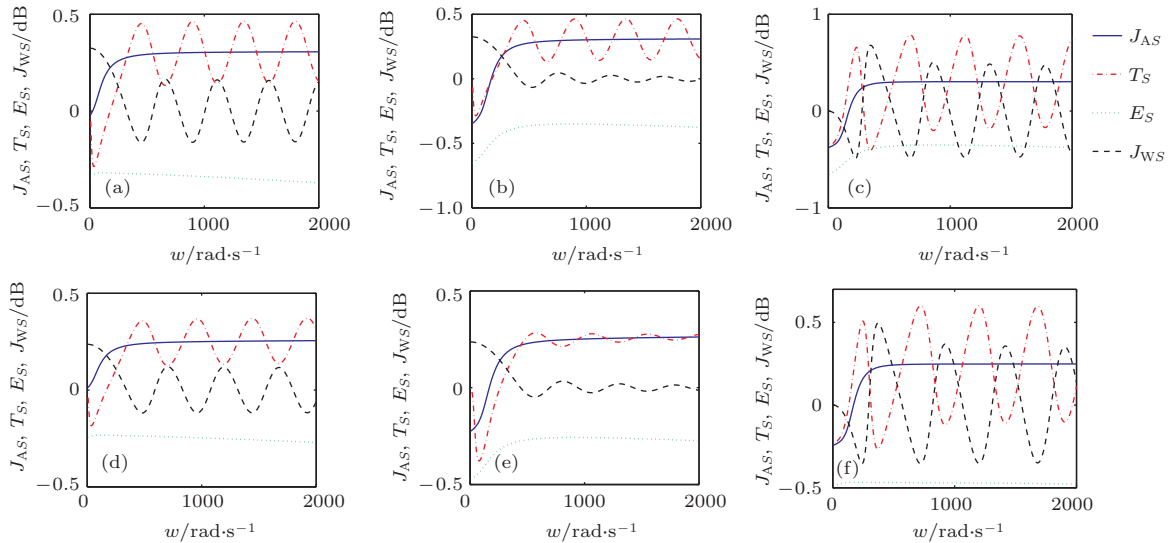 J_AS, T_S, E_S, J_WS/dB
0.5
0
−0.5
(a)
0
1000
2000
w/rad·s⁻¹
J_AS, T_S, E_S, J_WS/dB
0.5
0
−0.5
−1.0
(b)
0
1000
2000
w/rad·s⁻¹
J_AS, T_S, E_S, J_WS/dB
1
0
−1
(c)
0
1000
2000
w/rad·s⁻¹
J_AS
T_S
E_S
J_WS
J_AS, T_S, E_S, J_WS/dB
0.5
0
−0.5
(d)
0
1000
2000
w/rad·s⁻¹
J_AS, T_S, E_S, J_WS/dB
0.5
0
−0.5
(e)
0
1000
2000
w/rad·s⁻¹
J_AS, T_S, E_S, J_WS/dB
0.5
0
−0.5
(f)
0
1000
2000
w/rad·s⁻¹